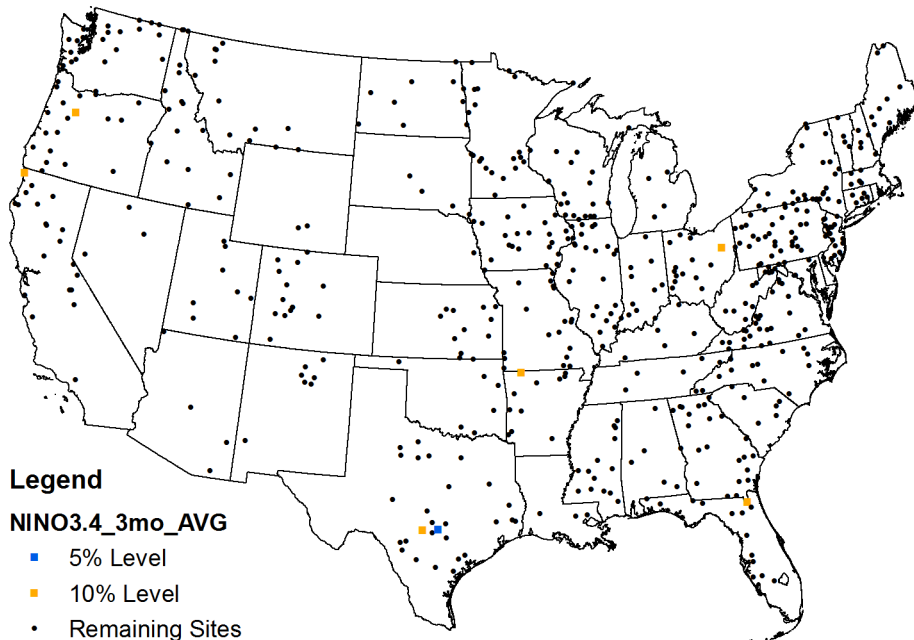 Legend
NINO3.4_3mo_AVG
5% Level
10% Level
Remaining Sites